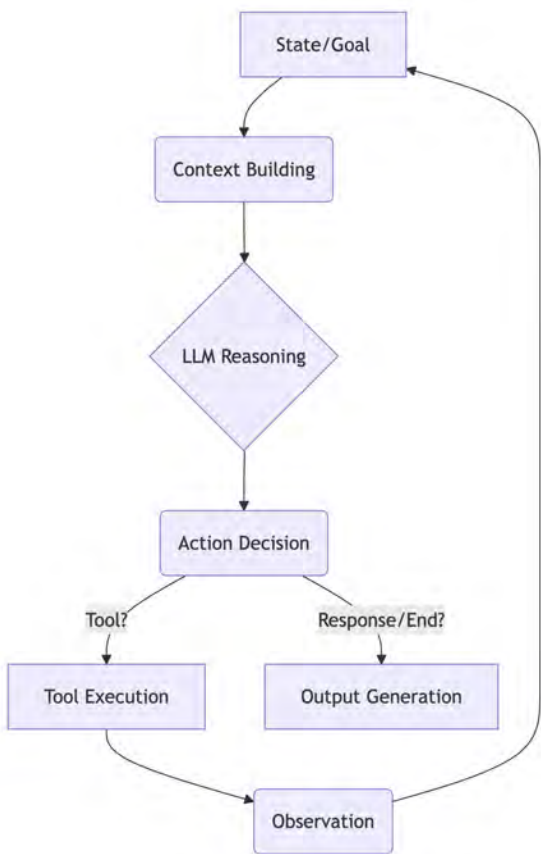 State/Goal
Context Building
LLM Reasoning
Action Decision
Tool?
Response/End?
Tool Execution
Output Generation
Observation